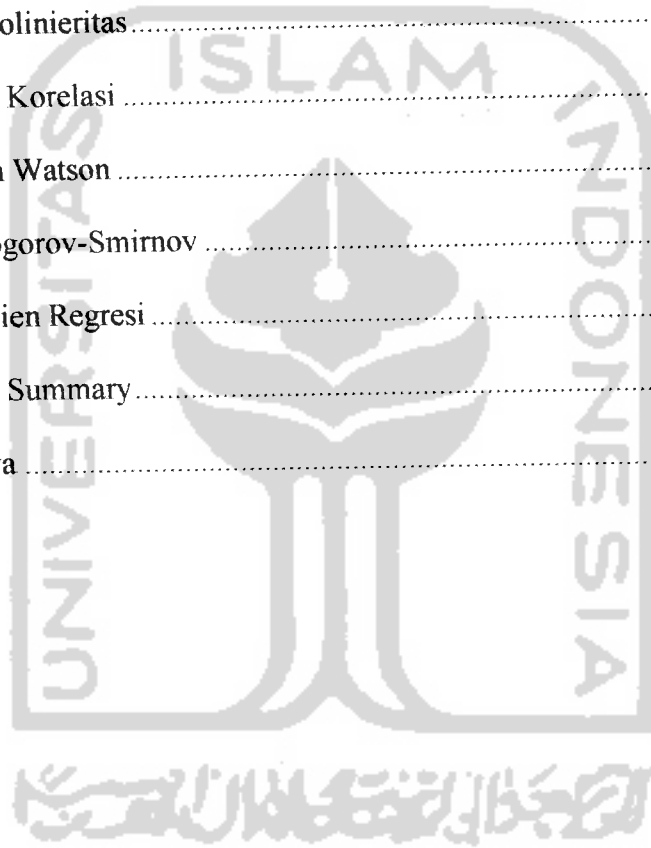 olinieritas ..........................................................
Korelasi ..........................................................
n Watson ..........................................................
ogorov-Smirnov ..........................................................
ien Regresi ..........................................................
Summary ..........................................................
a ..........................................................
UNIVERSITAS
ISLAM
INDONESIA